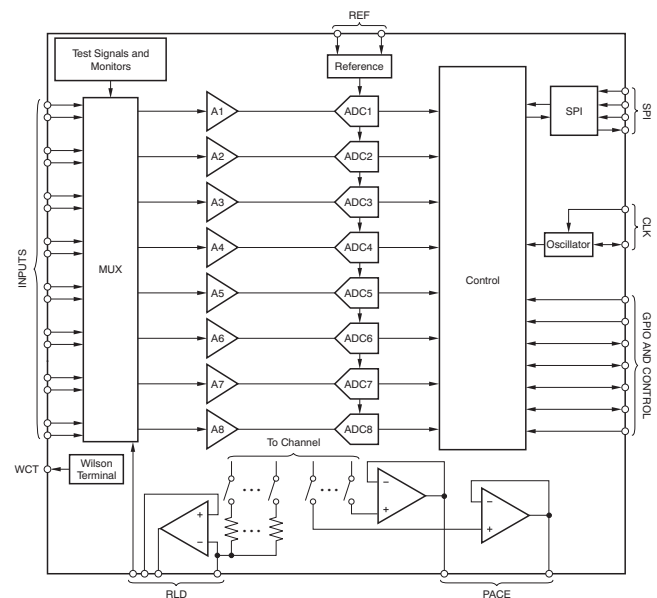 REF
Test Signals and
Monitors
Reference
A1
ADC1
SPI
SPI
A2
ADC2
A3
ADC3
CLK
A4
ADC4
Oscillator
INPUTS
MUX
Control
A5
ADC5
GPIO AND CONTROL
A6
ADC6
A7
ADC7
A8
ADC8
To Channel
WCT
Wilson
Terminal
RLD
PACE